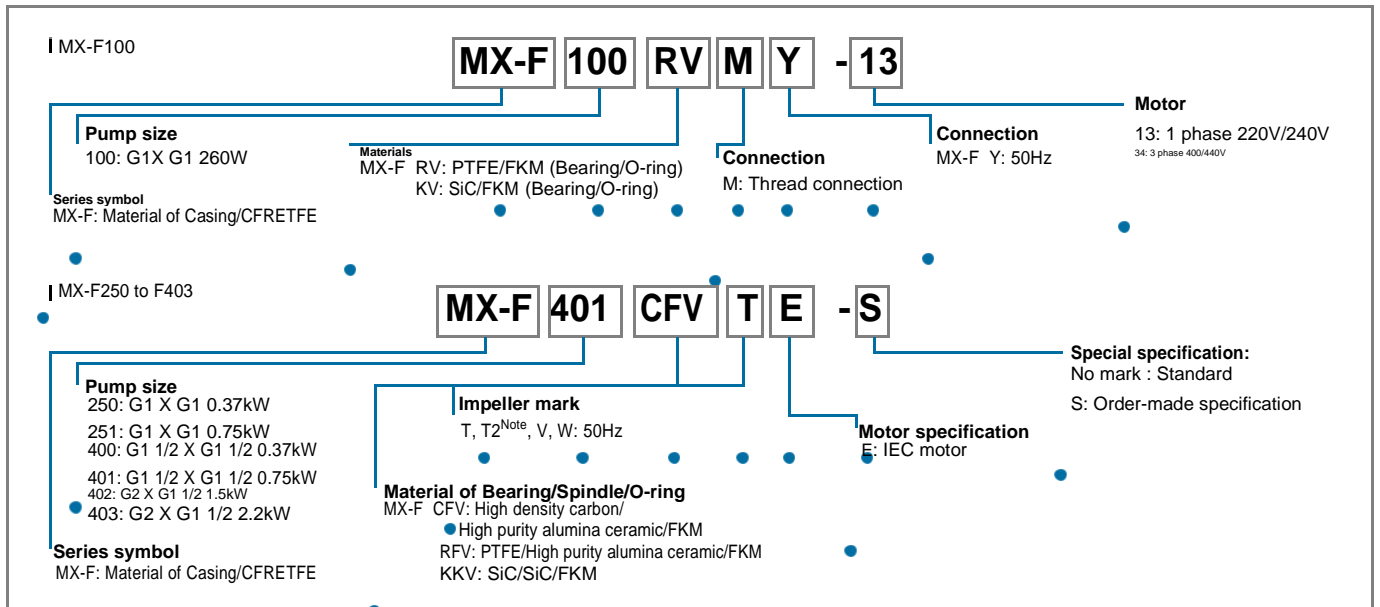 MX-F100
MX-F 100 RV M Y - 13
Motor
13: 1 phase 220V/240V
34: 3 phase 400/440V
Pump size
100: G1X G1 260W
Materials
MX-F RV: PTFE/FKM (Bearing/O-ring)
KV: SiC/FKM (Bearing/O-ring)
Connection
M: Thread connection
Connection
MX-F Y: 50Hz
Series symbol
MX-F: Material of Casing/CFRETFE
MX-F250 to F403
MX-F 401 CFV T E - S
Special specification:
No mark : Standard
S: Order-made specification
Pump size
250: G1 X G1 0.37kW
251: G1 X G1 0.75kW
400: G1 1/2 X G1 1/2 0.37kW
401: G1 1/2 X G1 1/2 0.75kW
402: G2 X G1 1/2 1.5kW
403: G2 X G1 1/2 2.2kW
Impeller mark
T, T2Note, V, W: 50Hz
Motor specification
E: IEC motor
Material of Bearing/Spindle/O-ring
MX-F CFV: High density carbon/
High purity alumina ceramic/FKM
RFV: PTFE/High purity alumina ceramic/FKM
KKV: SiC/SiC/FKM
Series symbol
MX-F: Material of Casing/CFRETFE